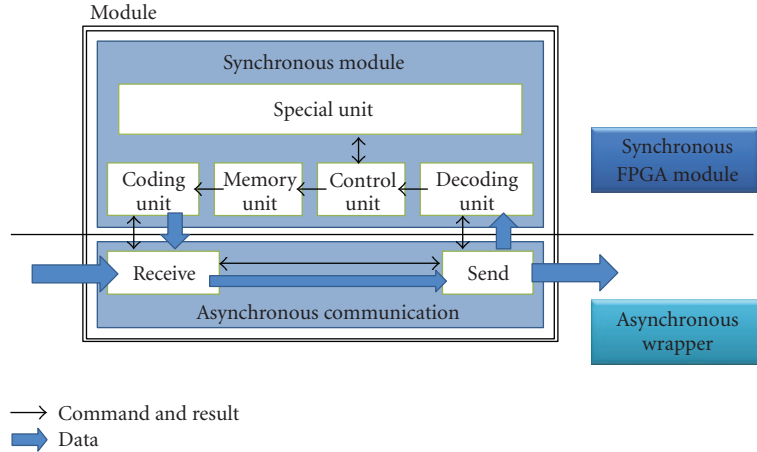 Module
Synchronous module
Special unit
Coding
unit
Memory
unit
Control
unit
Decoding
unit
Synchronous
FPGA module
Receive
Send
Asynchronous communication
Asynchronous
wrapper
Command and result
Data